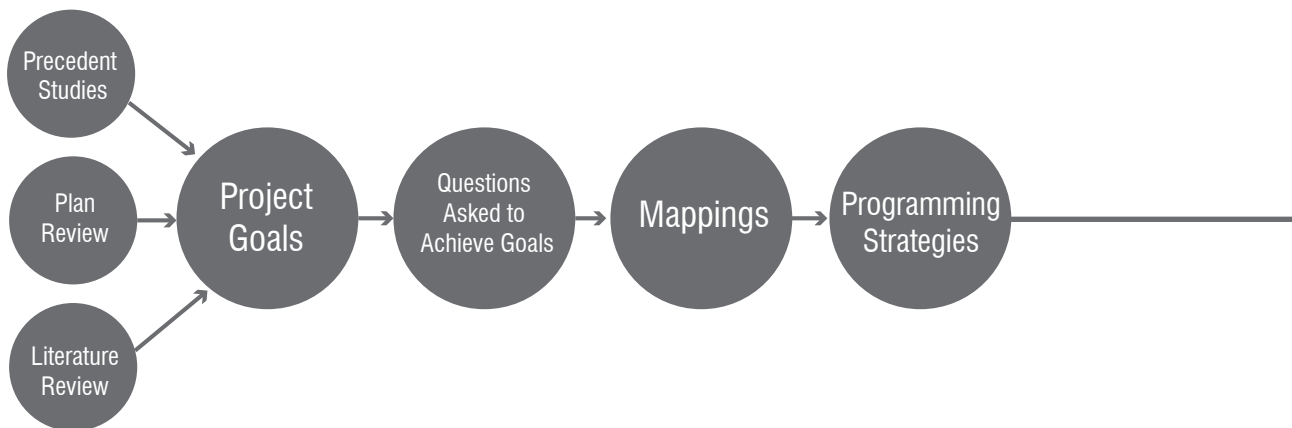 Precedent
Studies
Plan
Review
Literature
Review
Project
Goals
Questions
Asked to
Achieve Goals
Mappings
Programming
Strategies